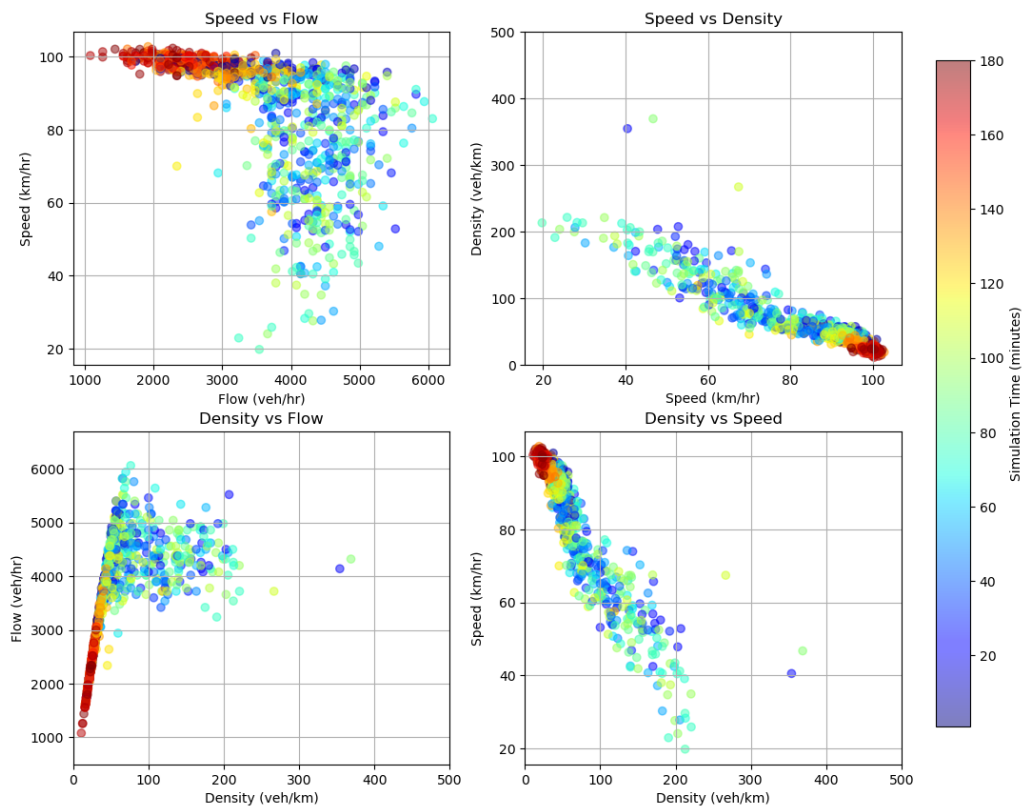 Speed vs Flow
100
80
60
40
20
Speed (km/hr)
1000 2000 3000 4000 5000 6000
Flow (veh/hr)
Speed vs Density
500
400
300
200
100
0
Density (veh/km)
20 40 60 80 100
Speed (km/hr)
Density vs Flow
6000
5000
4000
3000
2000
1000
Flow (veh/hr)
0 100 200 300 400 500
Density (veh/km)
Density vs Speed
100
80
60
40
20
Speed (km/hr)
0 100 200 300 400 500
Density (veh/km)
180
160
140
120
100
80
60
40
20
Simulation Time (minutes)